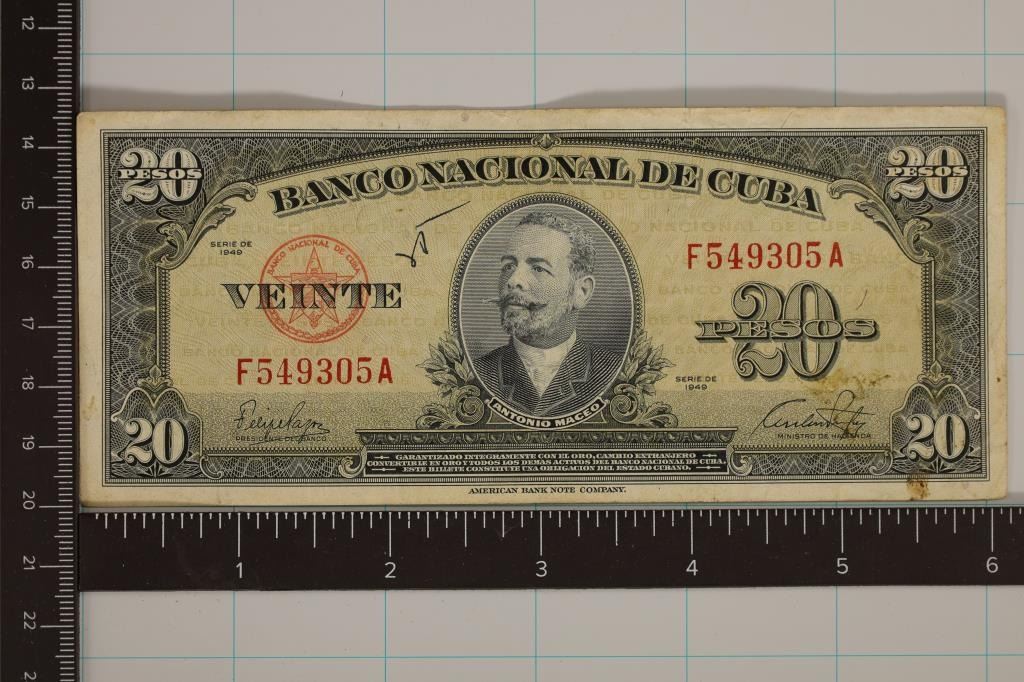 12
13
14
15
16
17
18
19
20
21
22
20 PESOS
20 PESOS
BANCO NACIONAL DE CUBA
SERIE DE
1949
BANCO NACIONAL DE CUBA
VEINTE
F549305A
F549305A
20 PESOS
SERIE DE
1949
20
20
ANTONIO MACEO
PRESIDENTE DEL BANCO
MINISTRO DE HACIENDA
GARANTIZADO INTEGRAMENTE CON EL ORO, CAMBIO EXTRANJERO
CONVERTIBLE EN ORO Y TODOS LOS DEMAS ACTIVOS DEL BANCO NACIONAL DE CUBA.
ESTE BILLETE CONSTITUYE UNA OBLIGACION DEL ESTADO CUBANO.
AMERICAN BANK NOTE COMPANY.
1 2 3 4 5 6